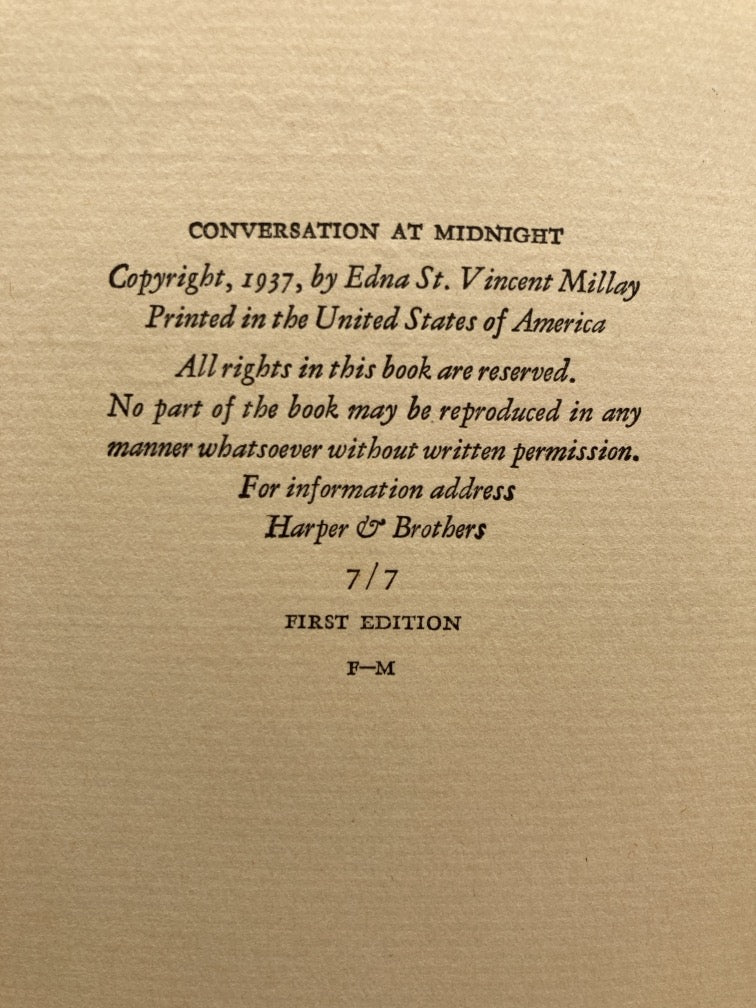 CONVERSATION AT MIDNIGHT
Copyright, 1937, by Edna St. Vincent Millay
Printed in the United States of America
All rights in this book are reserved.
No part of the book may be reproduced in any
manner whatsoever without written permission.
For information address
Harper & Brothers
7/7
FIRST EDITION
F—M